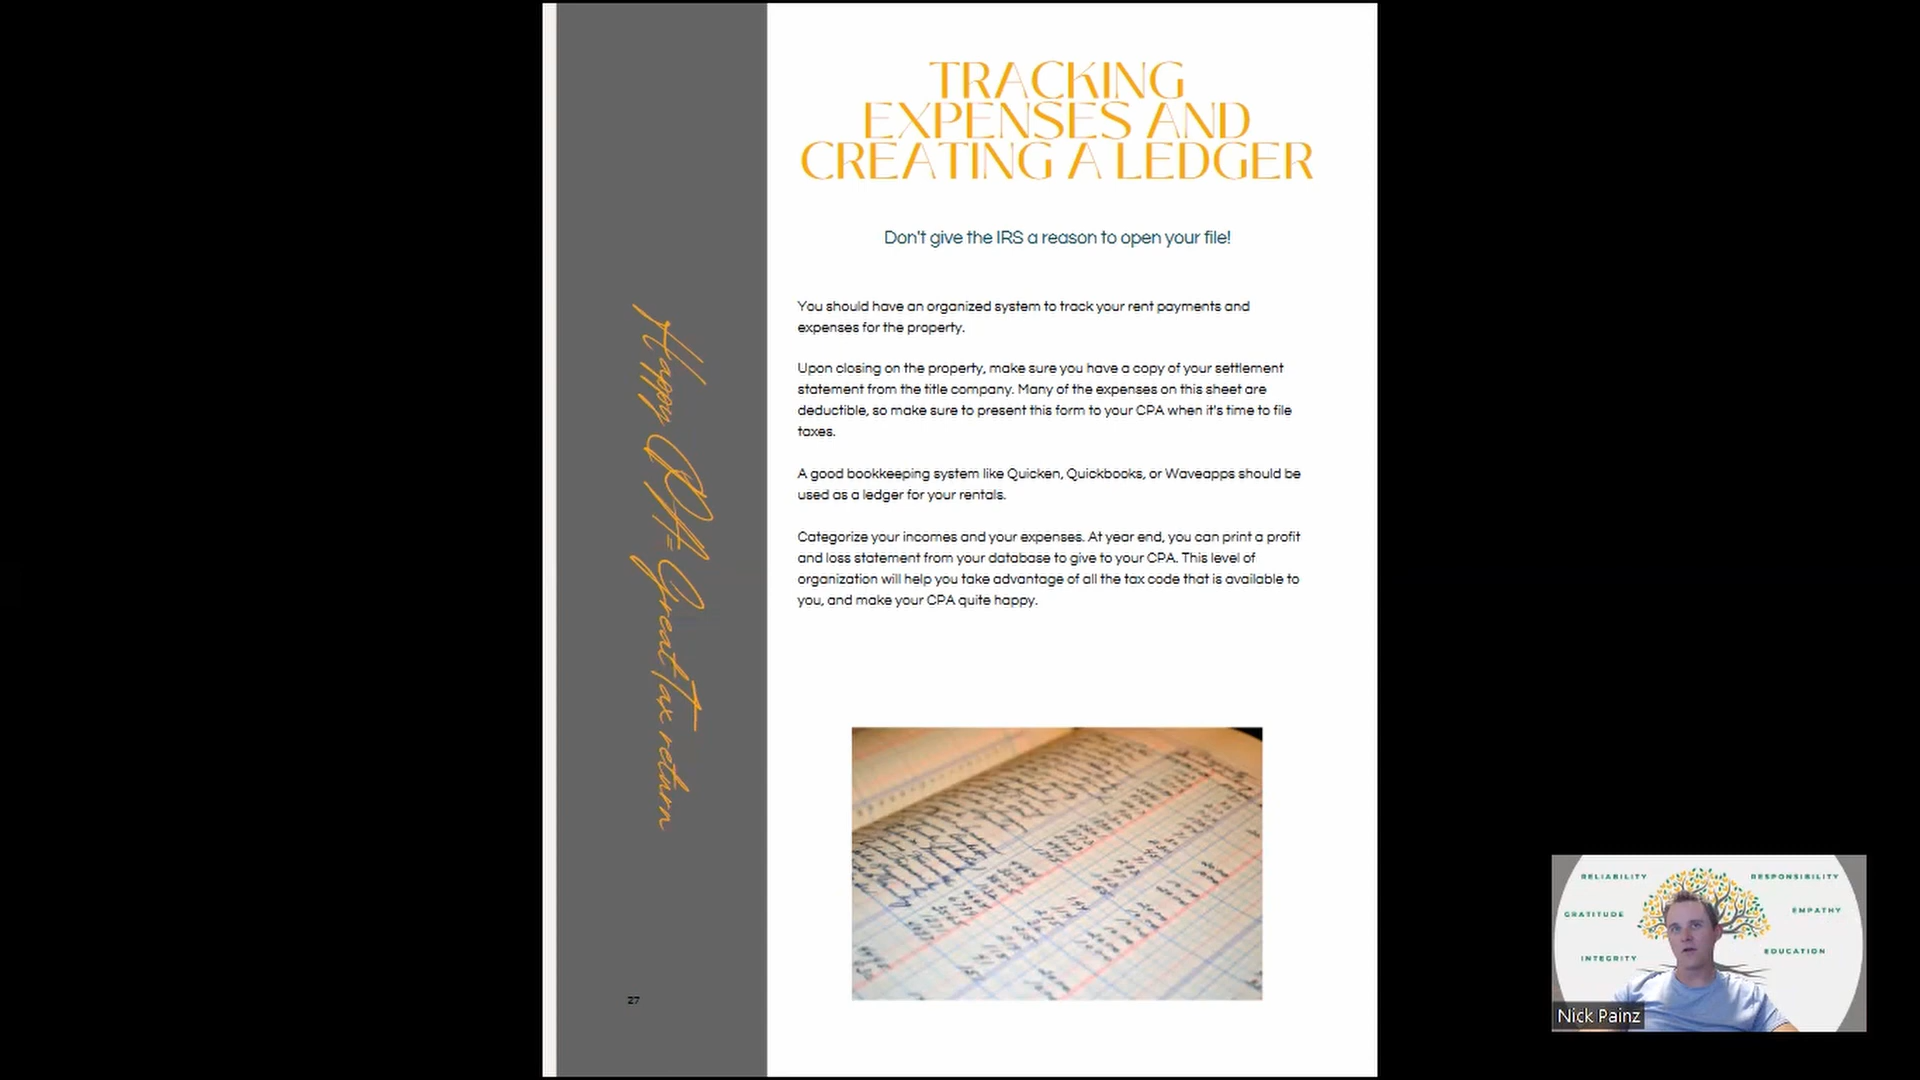 TRACKING
EXPENSES AND
CREATING A LEDGER
Don't give the IRS a reason to open your file!
You should have an organized system to track your rent payments and
expenses for the property.
Upon closing on the property, make sure you have a copy of your settlement
statement from the title company. Many of the expenses on this sheet are
deductible, so make sure to present this form to your CPA when it's time to file
taxes.
A good bookkeeping system like Quicken, Quickbooks, or Waveapps should be
used as a ledger for your rentals.
Categorize your incomes and your expenses. At year end, you can print a profit
and loss statement from your database to give to your CPA. This level of
organization will help you take advantage of all the tax code that is available to
you, and make your CPA quite happy.
Happy CPA = Great Tax return
27
RELIABILITY
RESPONSIBILITY
GRATITUDE
EMPATHY
INTEGRITY
EDUCATION
Nick Painz